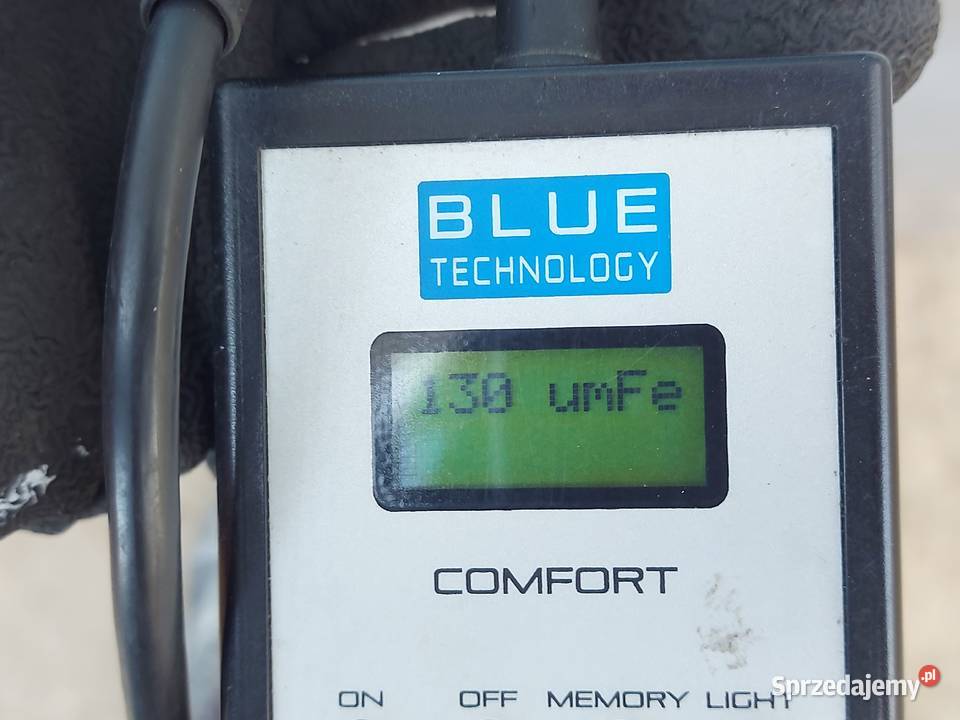 BLUE
TECHNOLOGY
130 umFe
COMFORT
ON OFF MEMORY LIGHT
Sprzedajemy.pl